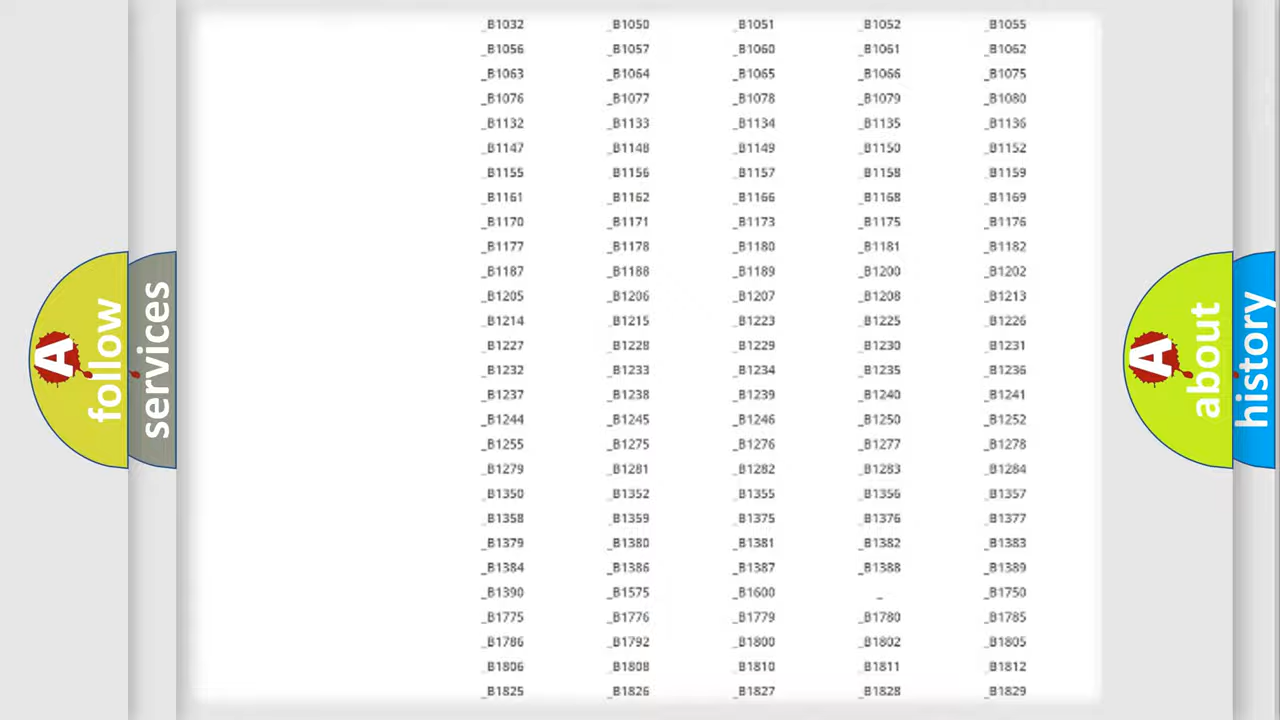 _B1032 _B1050 _B1051 _B1052 _B1055
_B1056 _B1057 _B1060 _B1061 _B1062
_B1063 _B1064 _B1065 _B1066 _B1075
_B1076 _B1077 _B1078 _B1079 _B1080
_B1132 _B1133 _B1134 _B1135 _B1136
_B1147 _B1148 _B1149 _B1150 _B1152
_B1155 _B1156 _B1157 _B1158 _B1159
_B1161 _B1162 _B1166 _B1168 _B1169
_B1170 _B1171 _B1173 _B1175 _B1176
_B1177 _B1178 _B1180 _B1181 _B1182
_B1187 _B1188 _B1189 _B1200 _B1202
_B1205 _B1206 _B1207 _B1208 _B1213
_B1214 _B1215 _B1223 _B1225 _B1226
_B1227 _B1228 _B1229 _B1230 _B1231
_B1232 _B1233 _B1234 _B1235 _B1236
_B1237 _B1238 _B1239 _B1240 _B1241
_B1244 _B1245 _B1246 _B1250 _B1252
_B1255 _B1275 _B1276 _B1277 _B1278
_B1279 _B1281 _B1282 _B1283 _B1284
_B1350 _B1352 _B1355 _B1356 _B1357
_B1358 _B1359 _B1375 _B1376 _B1377
_B1379 _B1380 _B1381 _B1382 _B1383
_B1384 _B1386 _B1387 _B1388 _B1389
_B1390 _B1575 _B1600 _ _B1750
_B1775 _B1776 _B1779 _B1780 _B1785
_B1786 _B1792 _B1800 _B1802 _B1805
_B1806 _B1808 _B1810 _B1811 _B1812
_B1825 _B1826 _B1827 _B1828 _B1829
A
follow
services
A
about
history